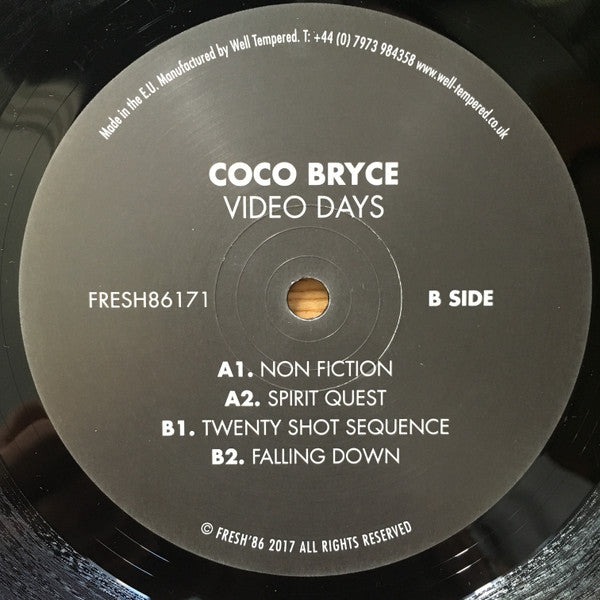 Made in the E.U. Manufactured by Well Tempered. T: +44 (0) 7973 984358 www.well-tempered.co.uk
COCO BRYCE
VIDEO DAYS
FRESH86171
B SIDE
A1. NON FICTION
A2. SPIRIT QUEST
B1. TWENTY SHOT SEQUENCE
B2. FALLING DOWN
© FRESH'86 2017 ALL RIGHTS RESERVED